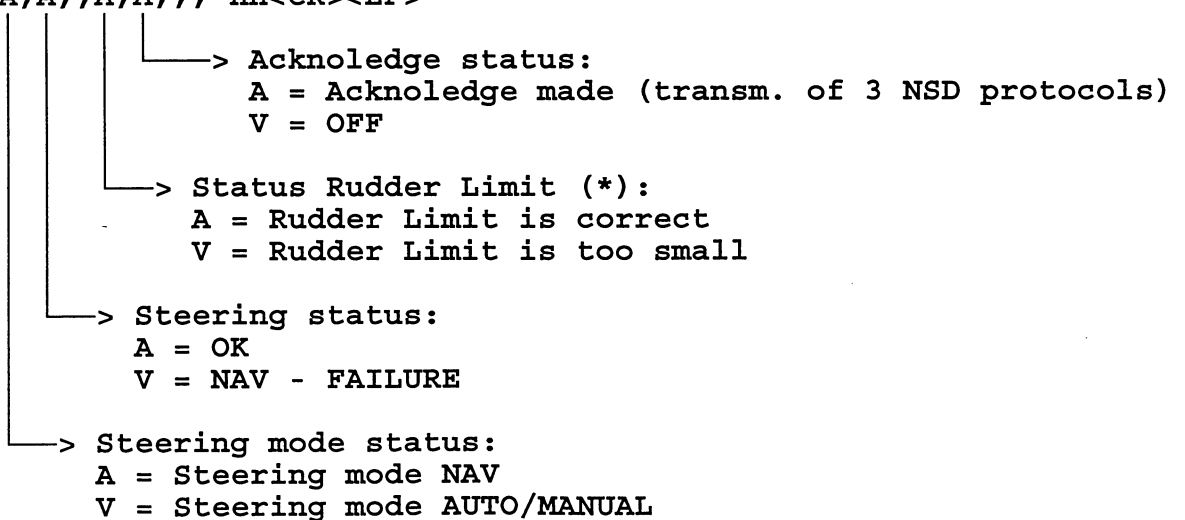 > Acknoledge status:
A = Acknoledge made (transm. of 3 NSD protocols)
V = OFF
> Status Rudder Limit (*):
A = Rudder Limit is correct
V = Rudder Limit is too small
> Steering status:
A = OK
V = NAV - FAILURE
> Steering mode status:
A = Steering mode NAV
V = Steering mode AUTO/MANUAL